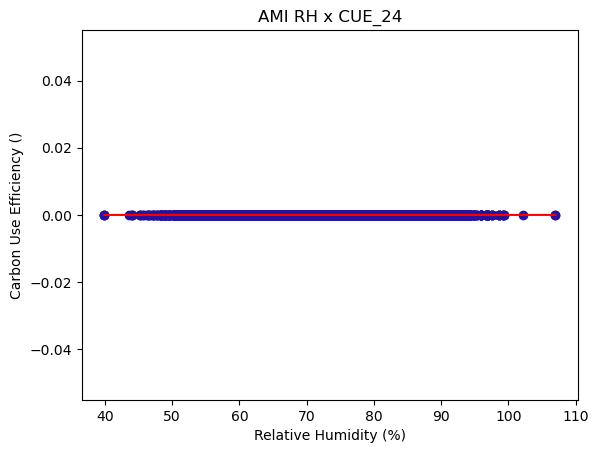 AMI RH x CUE_24
Carbon Use Efficiency ()
0.04
0.02
0.00
−0.02
−0.04
40 50 60 70 80 90 100 110
Relative Humidity (%)